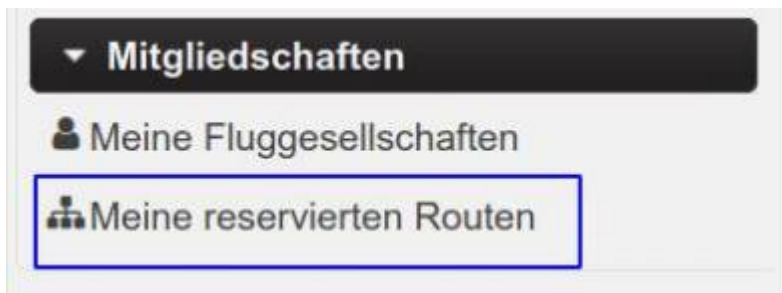 Mitgliedschaften
Meine Fluggesellschaften
Meine reservierten Routen